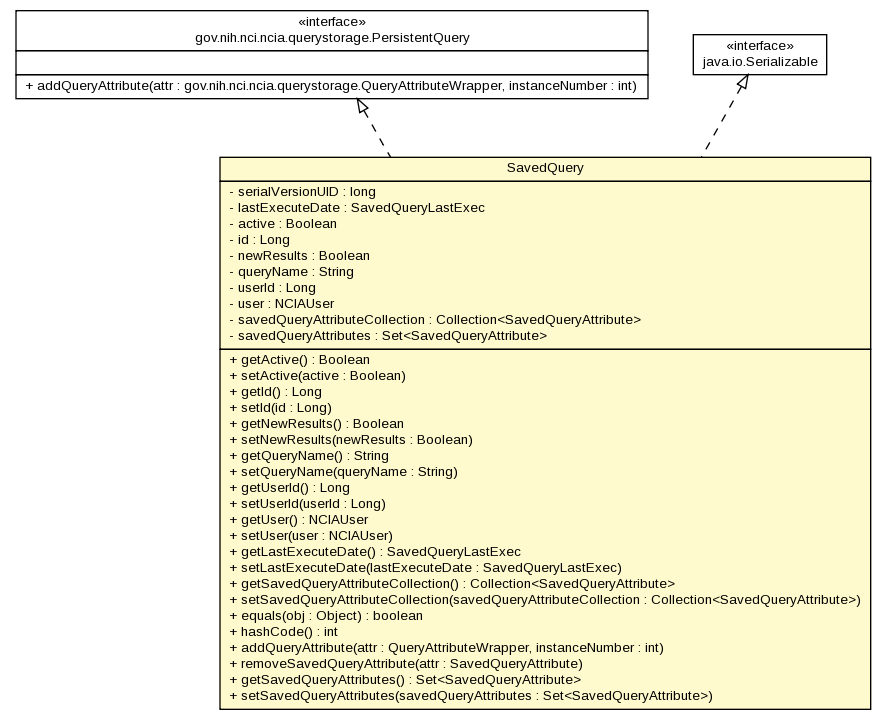 «interface»
gov.nih.nci.ncia.querystorage.PersistentQuery
+ addQueryAttribute(attr : gov.nih.nci.ncia.querystorage.QueryAttributeWrapper, instanceNumber : int)
«interface»
java.io.Serializable
SavedQuery
- serialVersionUID : long
- lastExecuteDate : SavedQueryLastExec
- active : Boolean
- id : Long
- newResults : Boolean
- queryName : String
- userId : Long
- user : NCIAUser
- savedQueryAttributeCollection : Collection<SavedQueryAttribute>
- savedQueryAttributes : Set<SavedQueryAttribute>
+ getActive() : Boolean
+ setActive(active : Boolean)
+ getId() : Long
+ setId(id : Long)
+ getNewResults() : Boolean
+ setNewResults(newResults : Boolean)
+ getQueryName() : String
+ setQueryName(queryName : String)
+ getUserId() : Long
+ setUserId(userId : Long)
+ getUser() : NCIAUser
+ setUser(user : NCIAUser)
+ getLastExecuteDate() : SavedQueryLastExec
+ setLastExecuteDate(lastExecuteDate : SavedQueryLastExec)
+ getSavedQueryAttributeCollection() : Collection<SavedQueryAttribute>
+ setSavedQueryAttributeCollection(savedQueryAttributeCollection : Collection<SavedQueryAttribute>)
+ equals(obj : Object) : boolean
+ hashCode() : int
+ addQueryAttribute(attr : QueryAttributeWrapper, instanceNumber : int)
+ removeSavedQueryAttribute(attr : SavedQueryAttribute)
+ getSavedQueryAttributes() : Set<SavedQueryAttribute>
+ setSavedQueryAttributes(savedQueryAttributes : Set<SavedQueryAttribute>)